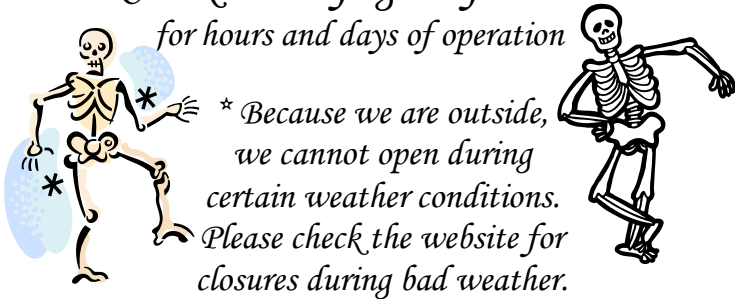 for hours and days of operation
* Because we are outside,
we cannot open during
certain weather conditions.
Please check the website for
closures during bad weather.